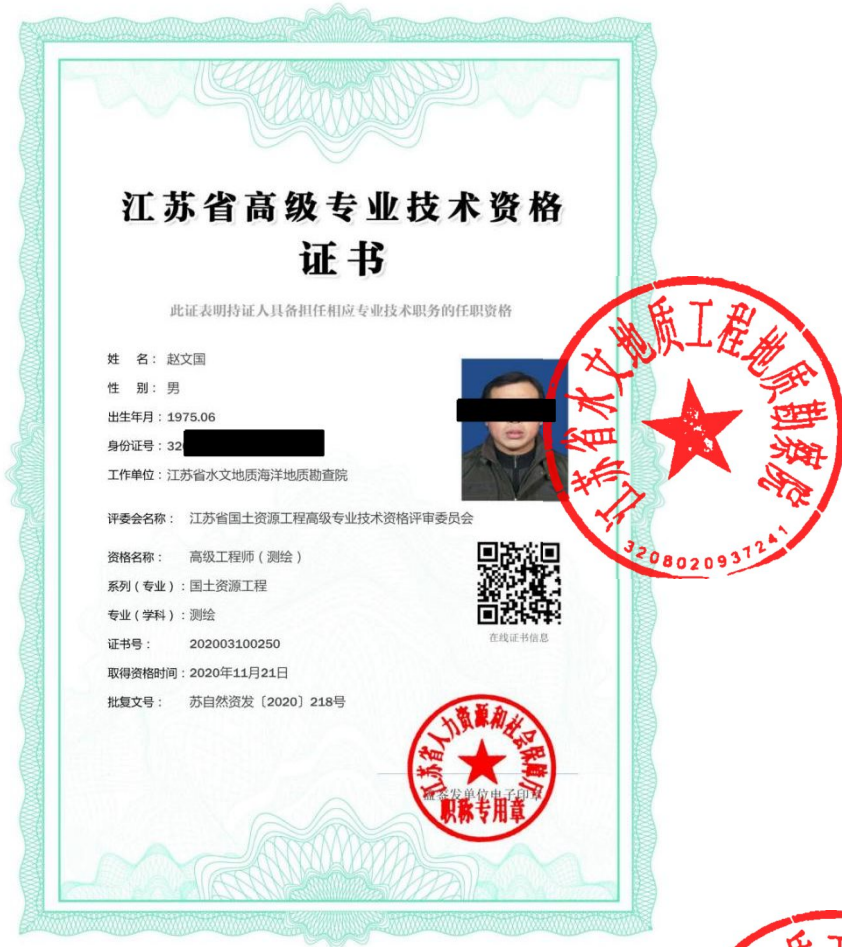 江苏省高级专业技术资格
证书
此证表明持证人具备担任相应专业技术职务的任职资格
姓 名：赵文国
性 别：男
出生年月：1975.06
身份证号：32
工作单位：江苏省水文地质海洋地质勘查院
评委会名称： 江苏省国土资源工程高级专业技术资格评审委员会
资格名称： 高级工程师（测绘）
系列（专业）：国土资源工程
专业（学科）：测绘
证书号： 202003100250
取得资格时间：2020年11月21日
批复文号： 苏自然资发〔2020〕218号
在线证书信息
江苏省人力资源和社会保障厅
职称专用章
盖签发单位电子印章
江苏省水文地质工程地质勘察院
3208020937241